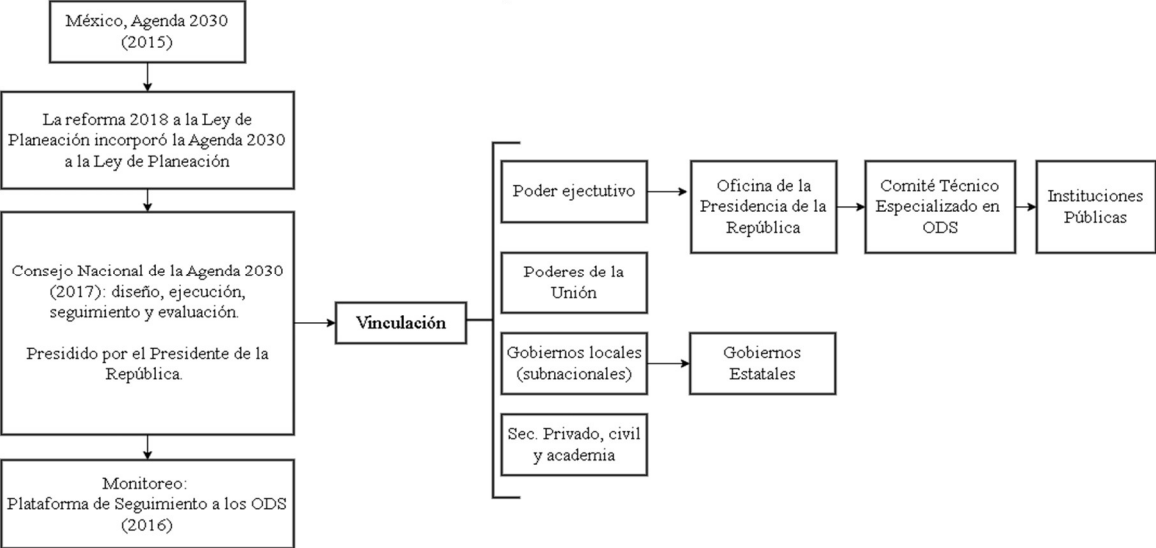 México, Agenda 2030
(2015)
La reforma 2018 a la Ley de
Planeación incorporó la Agenda 2030
a la Ley de Planeación
Consejo Nacional de la Agenda 2030
(2017): diseño, ejecución,
seguimiento y evaluación.
Presidido por el Presidente de la
República.
Monitoreo:
Plataforma de Seguimiento a los ODS
(2016)
Vinculación
Poder ejectutivo
Oficina de la
Presidencia de la
República
Comité Técnico
Especializado en
ODS
Instituciones
Públicas
Poderes de la
Unión
Gobiernos locales
(subnacionales)
Gobiernos
Estatales
Sec. Privado, civil
y academia